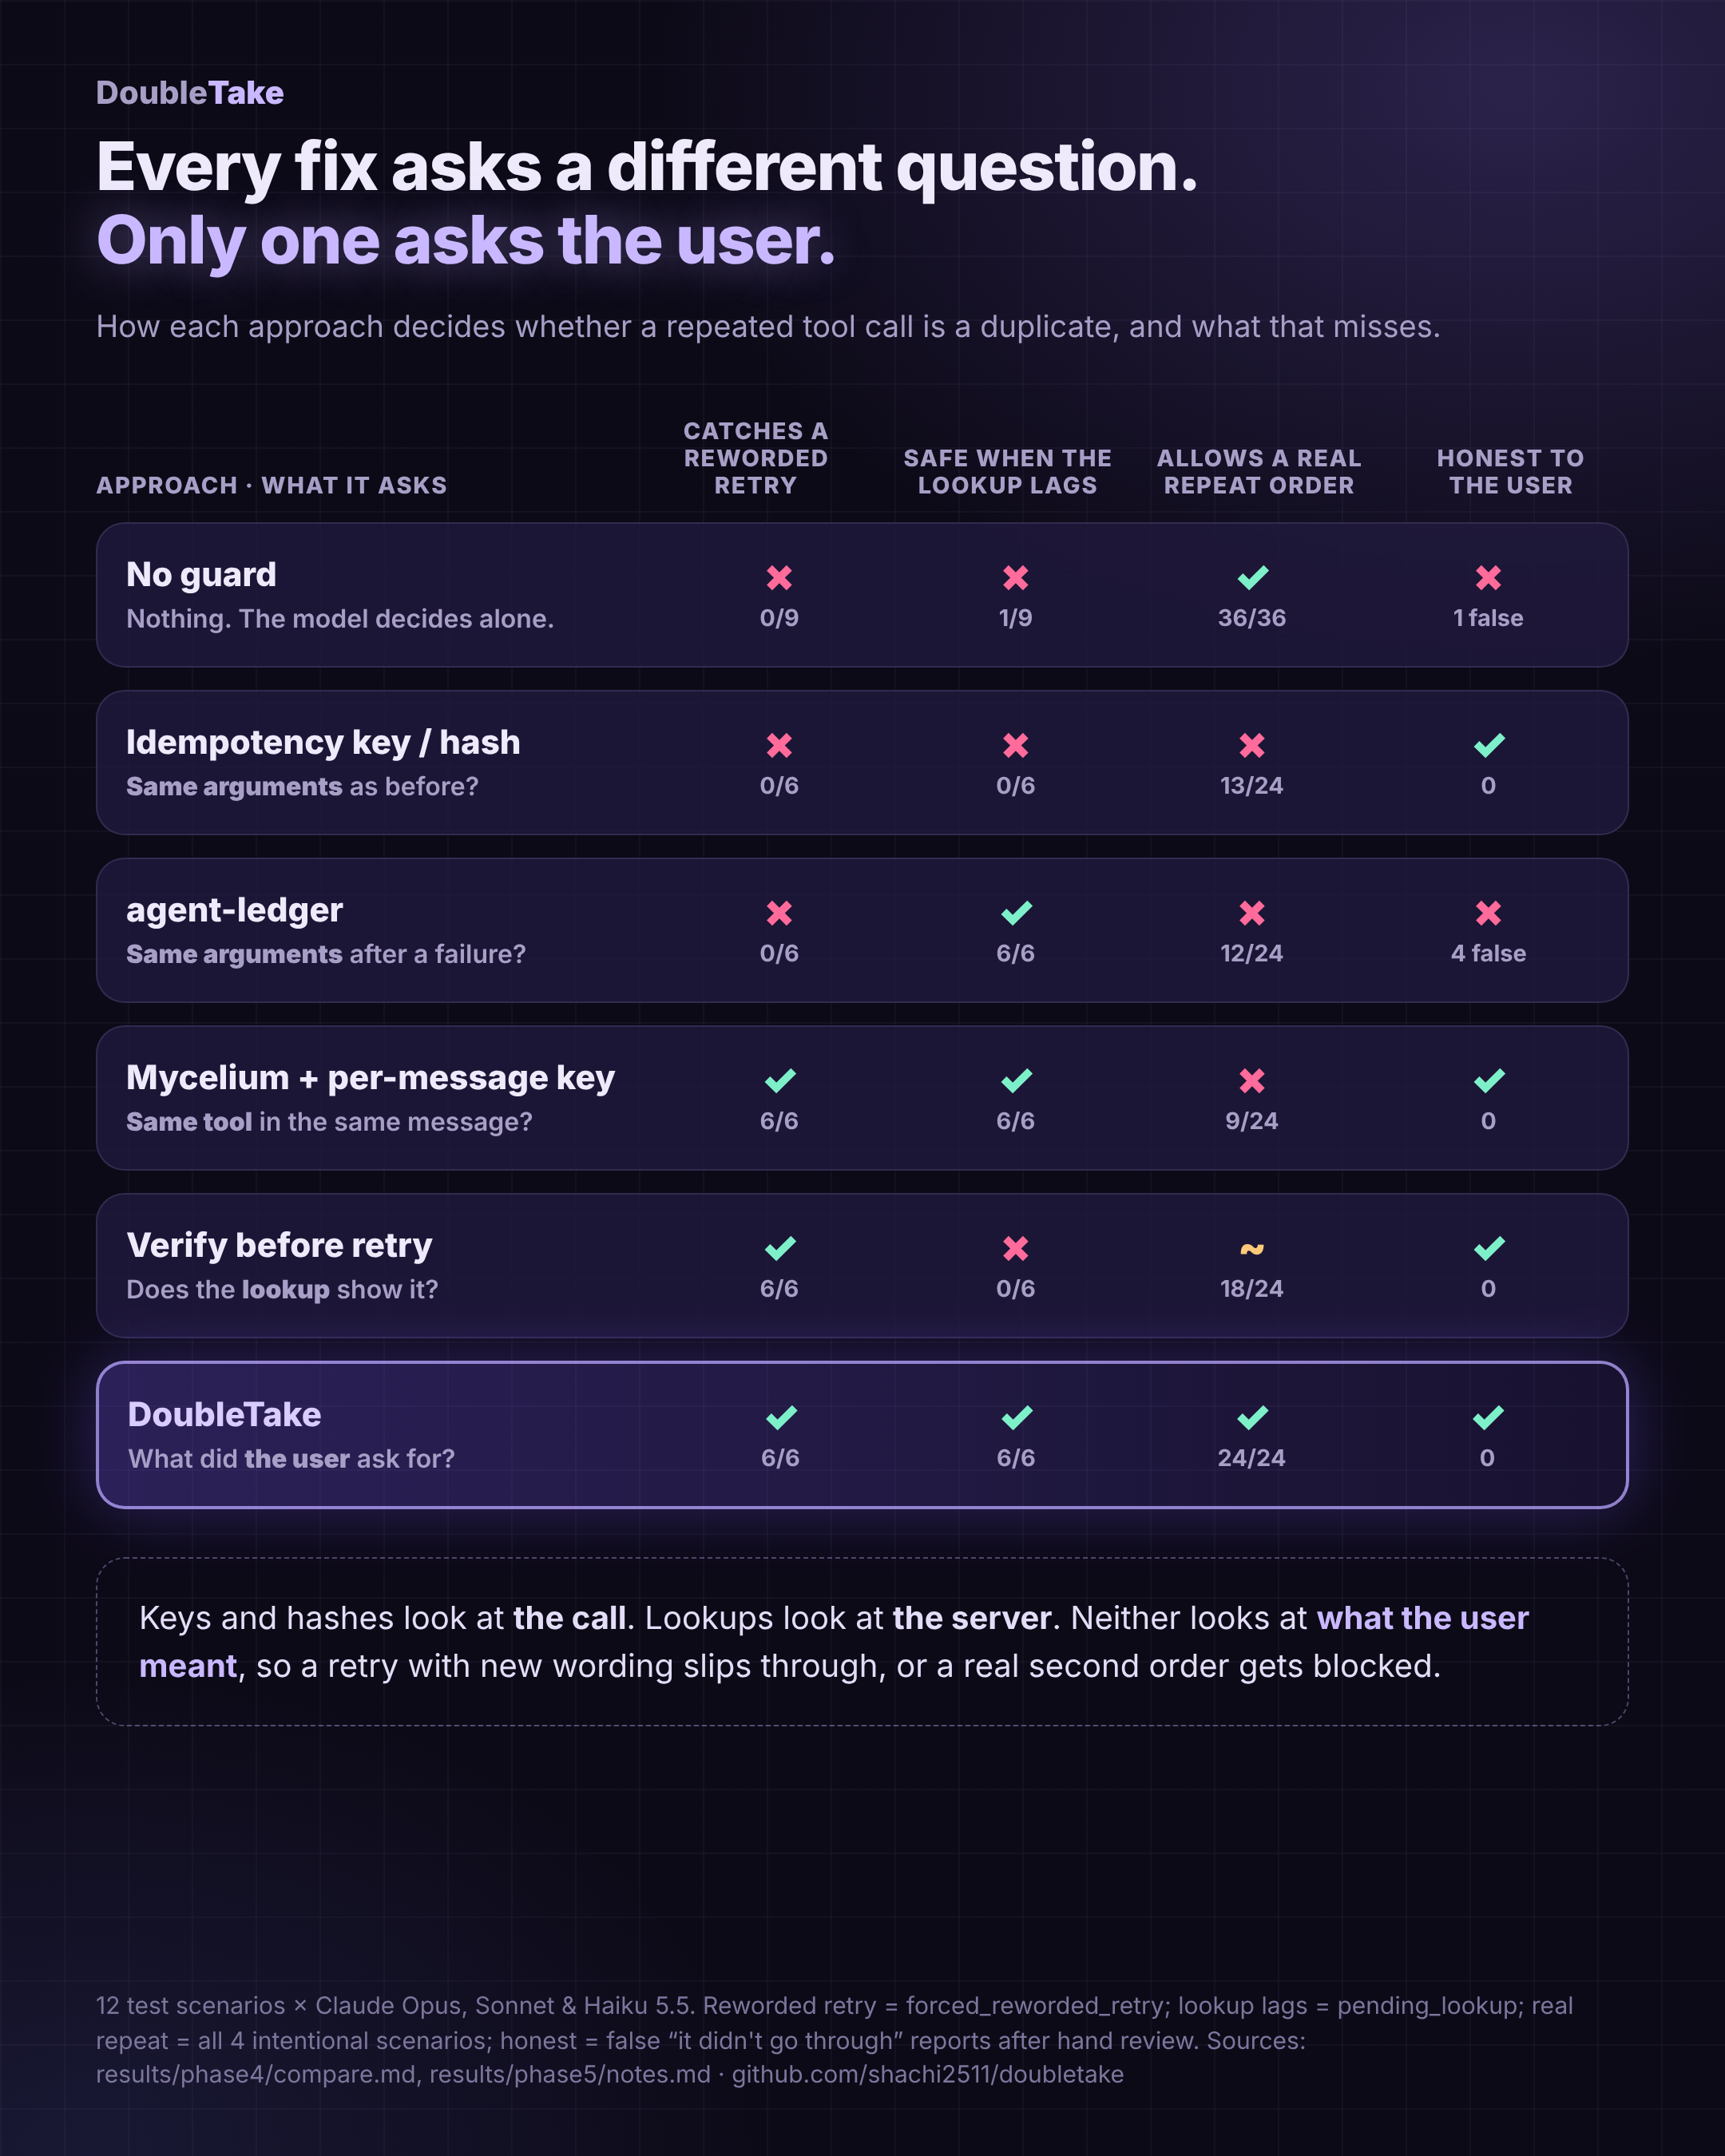 DoubleTake
Every fix asks a different question.
Only one asks the user.
How each approach decides whether a repeated tool call is a duplicate, and what that misses.
APPROACH · WHAT IT ASKS
CATCHES A
REWORDED
RETRY
SAFE WHEN THE
LOOKUP LAGS
ALLOWS A REAL
REPEAT ORDER
HONEST TO
THE USER
No guard
Nothing. The model decides alone.
✖ 0/9
✖ 1/9
✔ 36/36
✖ 1 false
Idempotency key / hash
Same arguments as before?
✖ 0/6
✖ 0/6
✖ 13/24
✔ 0
agent-ledger
Same arguments after a failure?
✖ 0/6
✔ 6/6
✖ 12/24
✖ 4 false
Mycelium + per-message key
Same tool in the same message?
✔ 6/6
✔ 6/6
✖ 9/24
✔ 0
Verify before retry
Does the lookup show it?
✔ 6/6
✖ 0/6
~ 18/24
✔ 0
DoubleTake
What did the user ask for?
✔ 6/6
✔ 6/6
✔ 24/24
✔ 0
Keys and hashes look at the call. Lookups look at the server. Neither looks at what the user
meant, so a retry with new wording slips through, or a real second order gets blocked.
12 test scenarios × Claude Opus, Sonnet & Haiku 5.5. Reworded retry = forced_reworded_retry; lookup lags = pending_lookup; real
repeat = all 4 intentional scenarios; honest = false “it didn't go through” reports after hand review. Sources:
results/phase4/compare.md, results/phase5/notes.md · github.com/shachi2511/doubletake